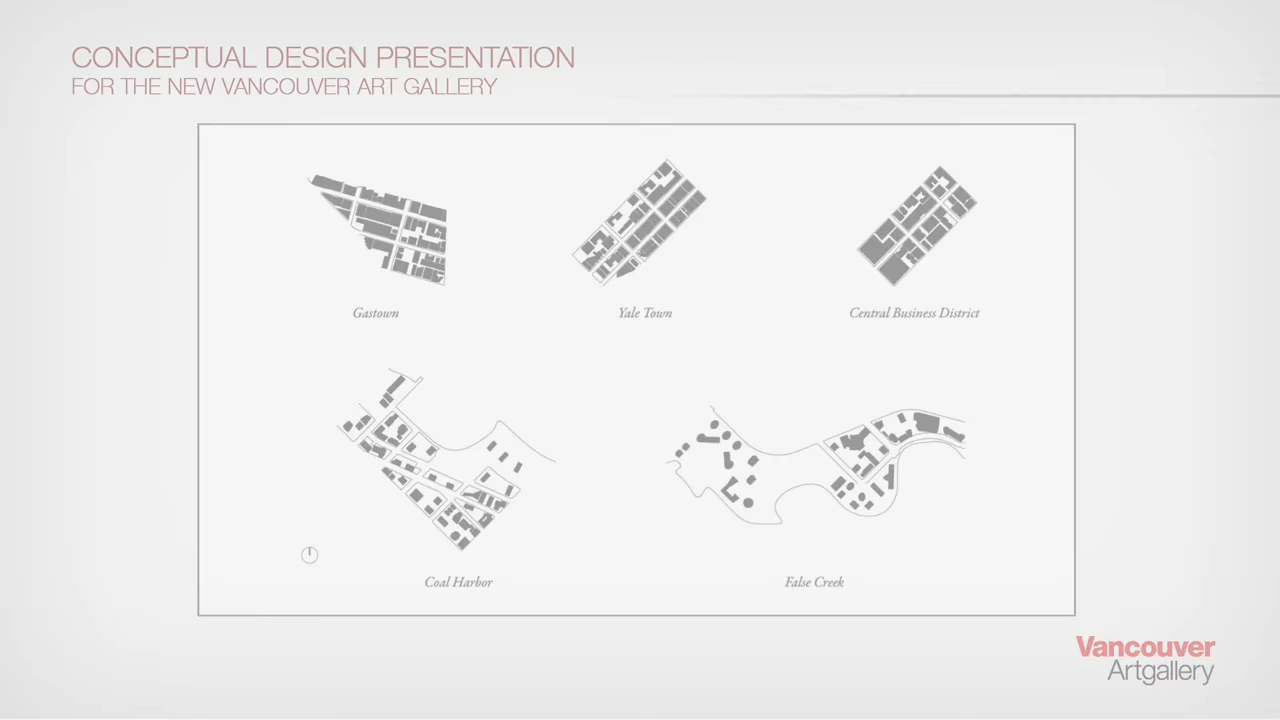 CONCEPTUAL DESIGN PRESENTATION
FOR THE NEW VANCOUVER ART GALLERY
Gastown
Yale Town
Central Business District
Coal Harbor
False Creek
Vancouver
Artgallery